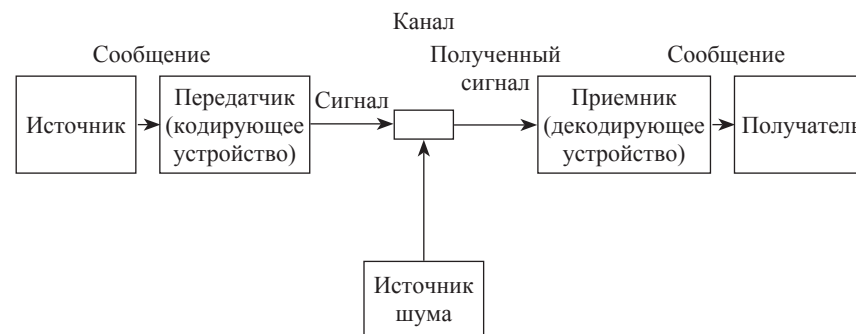 Канал
Сообщение
Полученный
сигнал
Сообщение
Источник
Передатчик
(кодирующее
устройство)
Сигнал
Приемник
(декодирующее
устройство)
Получатель
Источник
шума